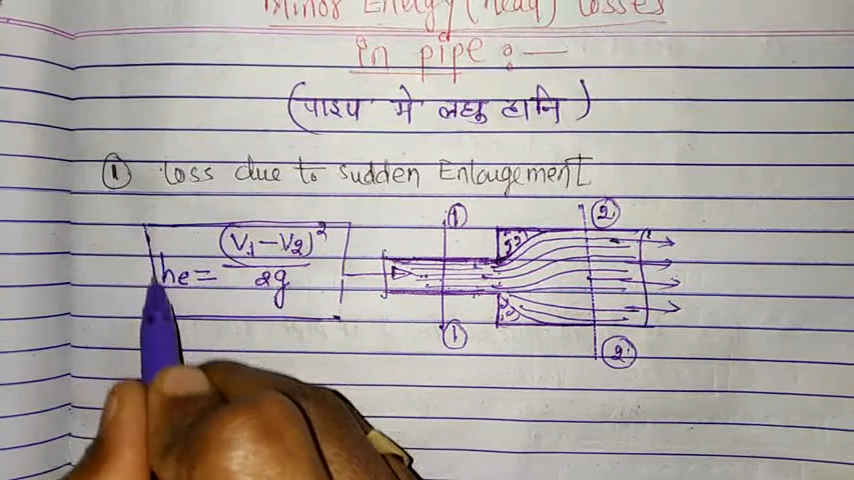 Minor Energy (head) losses
in pipe :—
(पाइप में लघु हानि)
① loss due to sudden Enlaugement
he = (V1-V2)² / 2g
①
②
①
②